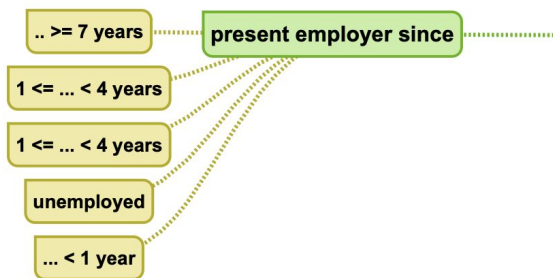 .. >= 7 years
present employer since
1 <= ... < 4 years
1 <= ... < 4 years
unemployed
... < 1 year